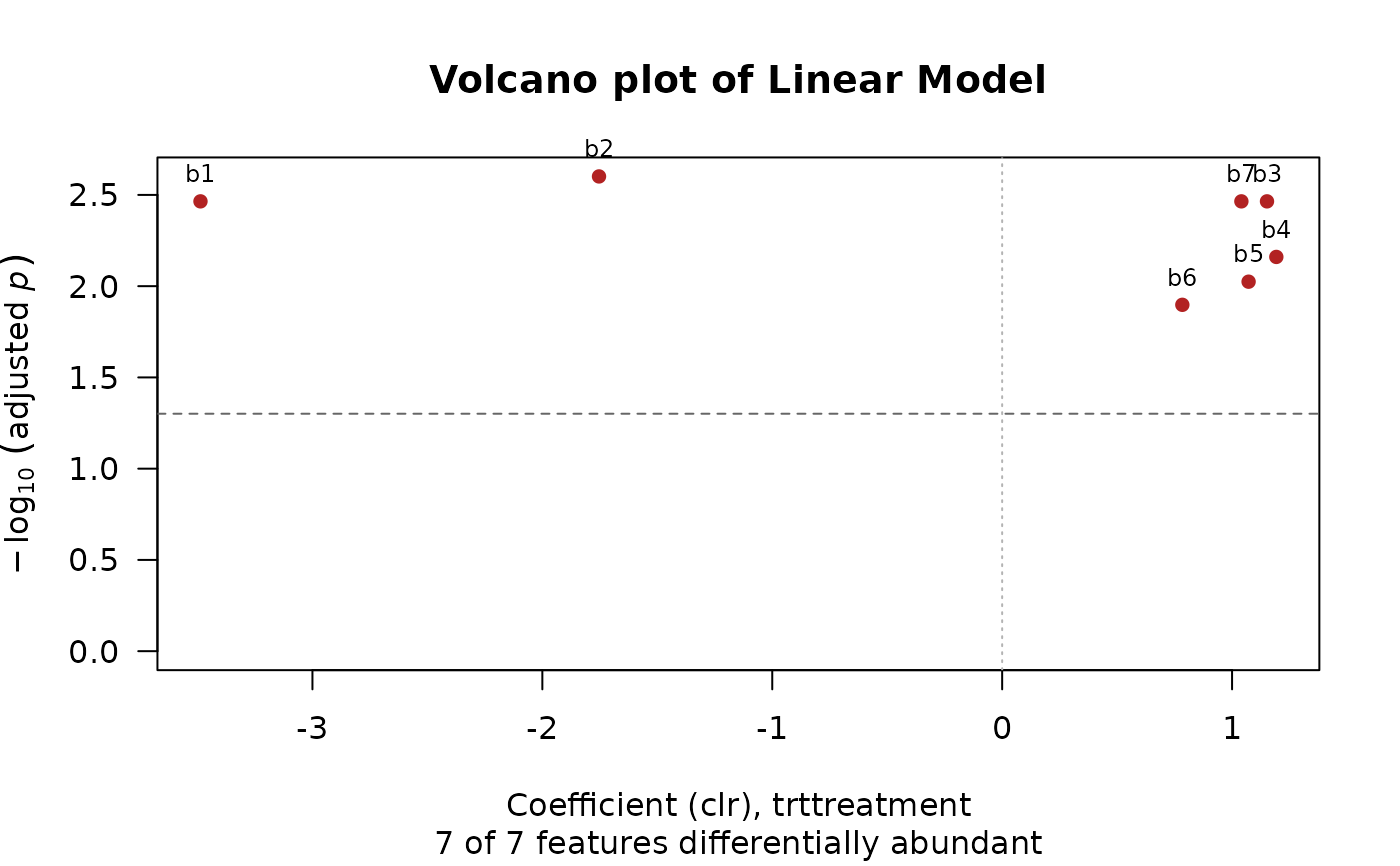 Volcano plot of Linear Model
b2
b1
b7
b3
b4
b5
b6
2.5
2.0
1.5
1.0
0.5
0.0
− log10 (adjusted p)
-3
-2
-1
0
1
Coefficient (clr), trttreatment
7 of 7 features differentially abundant